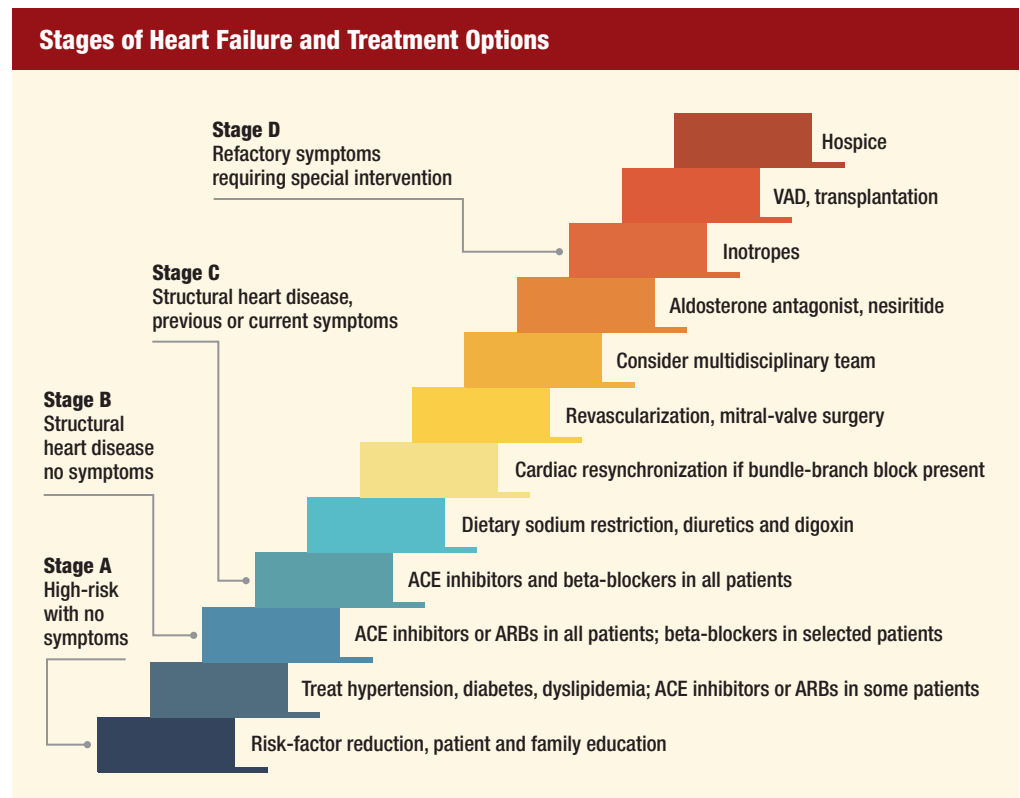 Stages of Heart Failure and Treatment Options
Stage D
Refactory symptoms
requiring special intervention
Hospice
VAD, transplantation
Inotropes
Stage C
Structural heart disease,
previous or current symptoms
Aldosterone antagonist, nesiritide
Consider multidisciplinary team
Stage B
Structural
heart disease
no symptoms
Revascularization, mitral-valve surgery
Cardiac resynchronization if bundle-branch block present
Dietary sodium restriction, diuretics and digoxin
Stage A
High-risk
with no
symptoms
ACE inhibitors and beta-blockers in all patients
ACE inhibitors or ARBs in all patients; beta-blockers in selected patients
Treat hypertension, diabetes, dyslipidemia; ACE inhibitors or ARBs in some patients
Risk-factor reduction, patient and family education